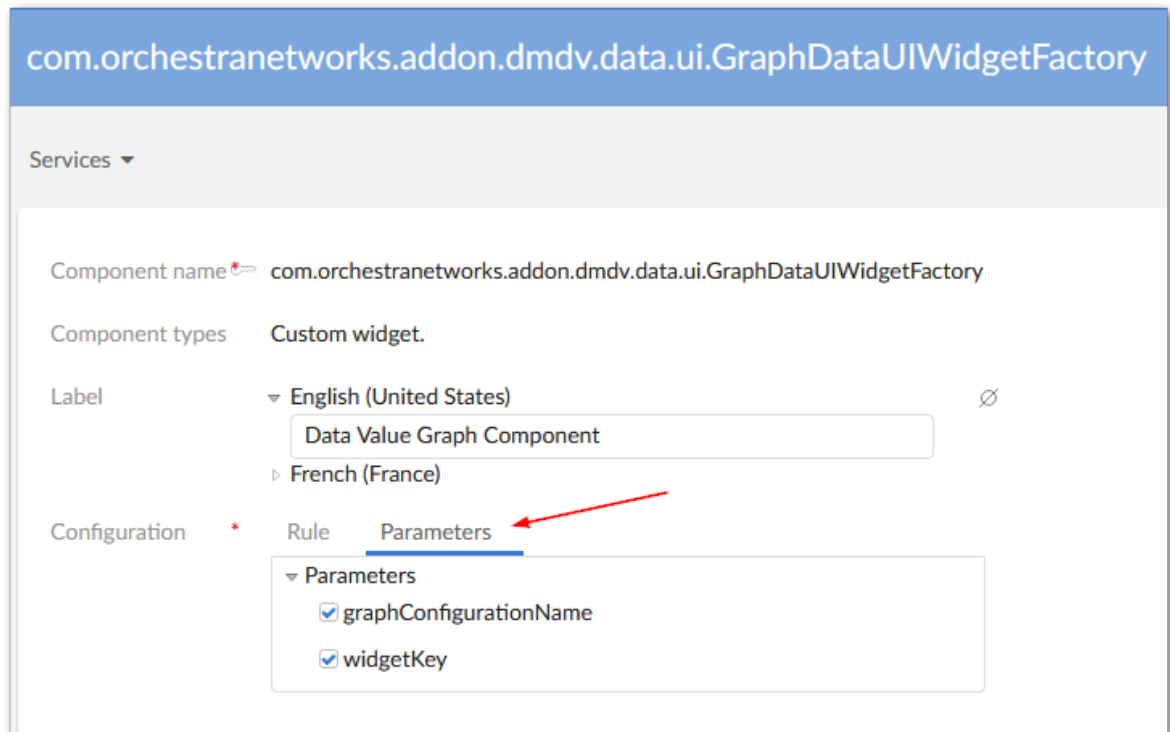 com.orchestranetworks.addon.dmdv.data.ui.GraphDataUIWidgetFactory
Services
Component name com.orchestranetworks.addon.dmdv.data.ui.GraphDataUIWidgetFactory
Component types Custom widget.
Label English (United States)
Data Value Graph Component
French (France)
Configuration * Rule Parameters
Parameters
graphConfigurationName
widgetKey